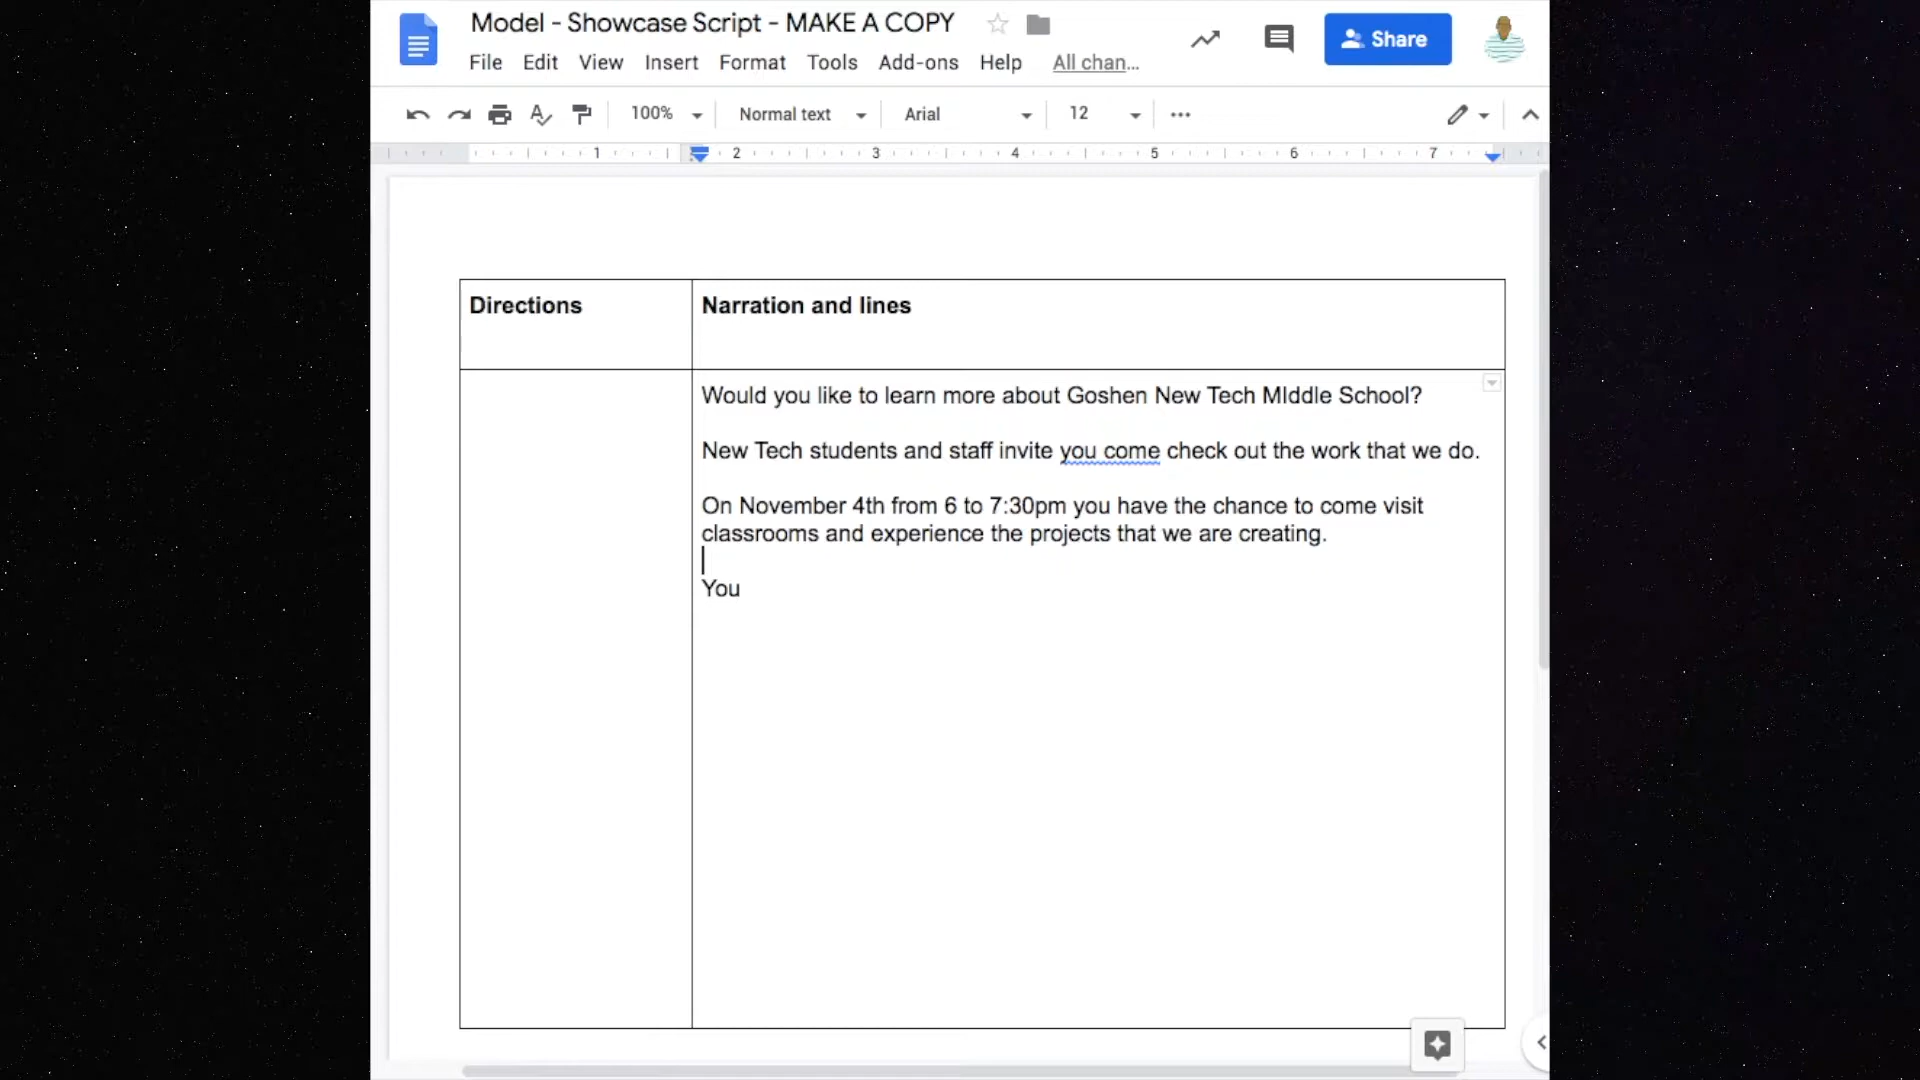 Model - Showcase Script - MAKE A COPY
File Edit View Insert Format Tools Add-ons Help All chan...
Share
100% Normal text Arial 12
1 2 3 4 5 6 7
Directions
Narration and lines
Would you like to learn more about Goshen New Tech MIddle School?
New Tech students and staff invite you come check out the work that we do.
On November 4th from 6 to 7:30pm you have the chance to come visit
classrooms and experience the projects that we are creating.
You